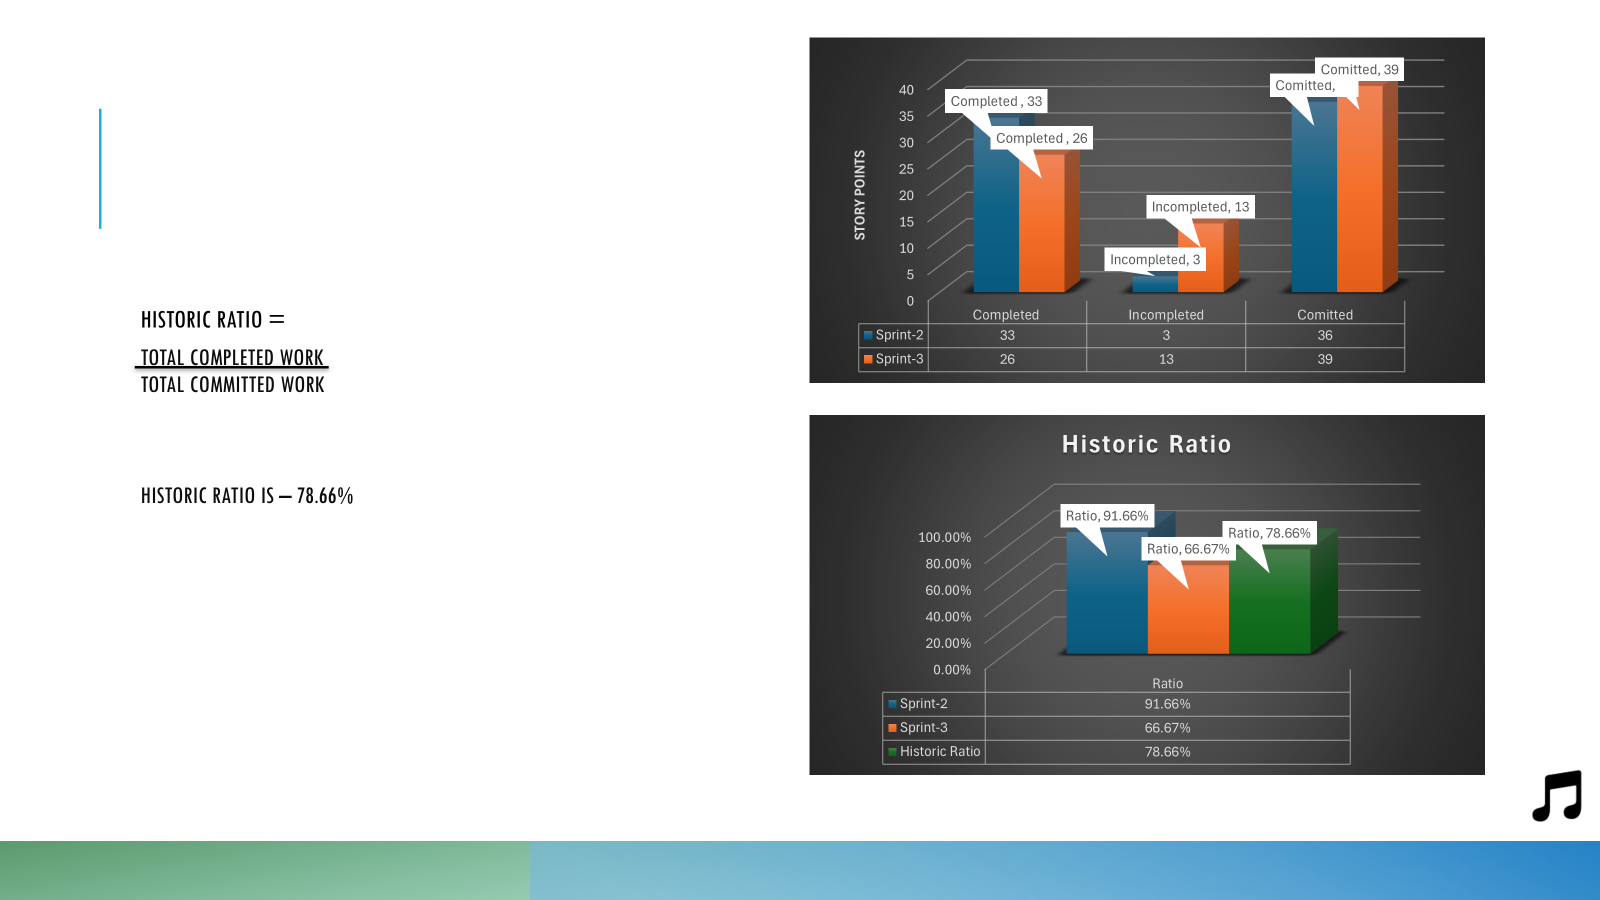 HISTORIC RATIO =
TOTAL COMPLETED WORK
TOTAL COMMITTED WORK
HISTORIC RATIO IS – 78.66%
STORY POINTS
40
35
30
25
20
15
10
5
0
Completed , 33
Completed , 26
Incompleted, 3
Incompleted, 13
Comitted,
Comitted, 39
Completed Incompleted Comitted
Sprint-2 33 3 36
Sprint-3 26 13 39
Historic Ratio
100.00%
80.00%
60.00%
40.00%
20.00%
0.00%
Ratio, 91.66%
Ratio, 66.67%
Ratio, 78.66%
Ratio
Sprint-2 91.66%
Sprint-3 66.67%
Historic Ratio 78.66%